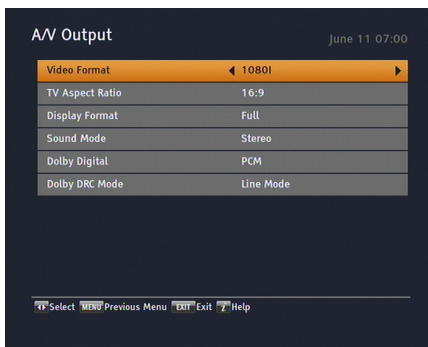 A/V Output
June 11 07:00
Video Format 1080I
TV Aspect Ratio 16:9
Display Format Full
Sound Mode Stereo
Dolby Digital PCM
Dolby DRC Mode Line Mode
Select MENU Previous Menu EXIT Exit i Help